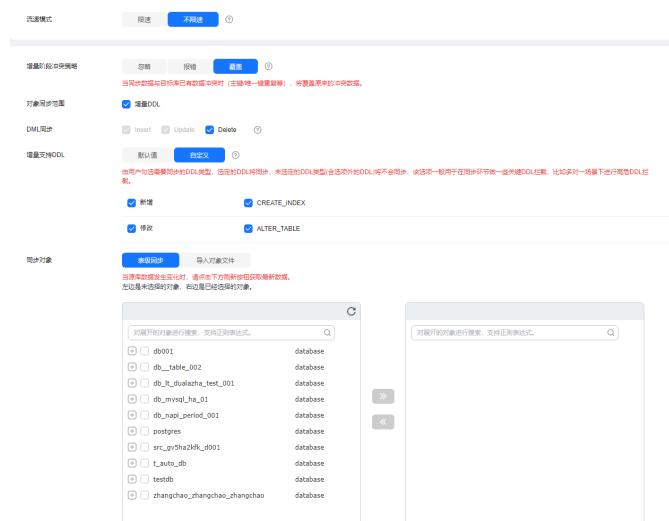 流速模式 限速 不限速
增量阶段冲突策略 忽略 报错 覆盖
当同步数据与目标库已有数据冲突时（主键/唯一键重复等），将覆盖原来的冲突数据。
对象同步范围 增量DDL
DML同步 Insert Update Delete
增量支持DDL 默认值 自定义
由用户勾选需要同步的DDL类型，选定的DDL将同步，未选定的DDL类型(含选项外的DDL)将不会同步，该选项一般用于在同步环节做一些关键DDL拦截，比如多对一场景下进行高危DDL拦
截。
新增 CREATE_INDEX
修改 ALTER_TABLE
同步对象 表级同步 导入对象文件
当源库数据发生变化时，请点击下方刷新按钮获取最新数据。
左边是未选择的对象，右边是已经选择的对象。
对展开的对象进行搜索，支持正则表达式。 对展开的对象进行搜索，支持正则表达式。
db001 database
db__table_002 database
db_lt_dualazha_test_001 database
db_mysql_ha_01 database
db_napi_period_001 database
postgres database
src_gv5ha2kfk_d001 database
t_auto_db database
testdb database
zhangchao_zhangchao_zhangchao database